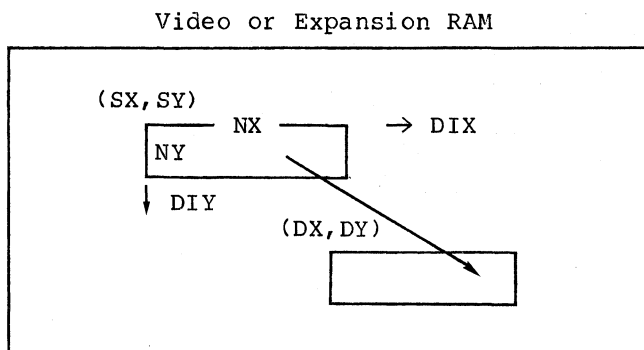 Video or Expansion RAM
(SX,SY)
NX → DIX
NY
↓ DIY
(DX,DY)